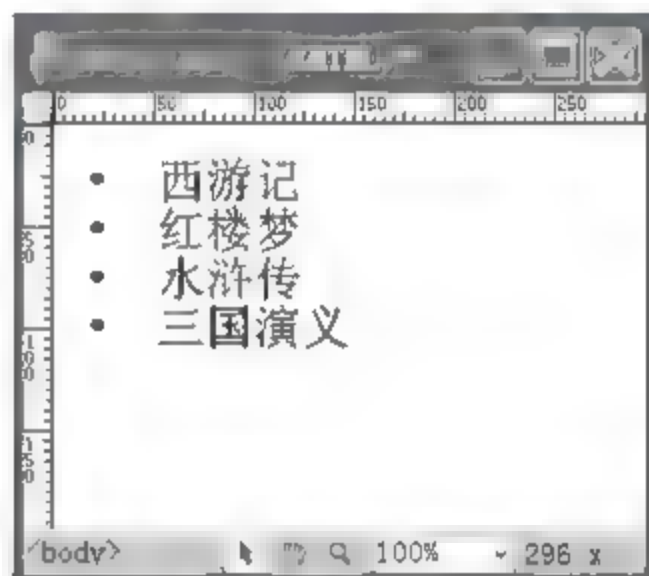 0 50 100 150 200 250
• 西游记
• 红楼梦
• 水浒传
• 三国演义
</body> 100% 296 x